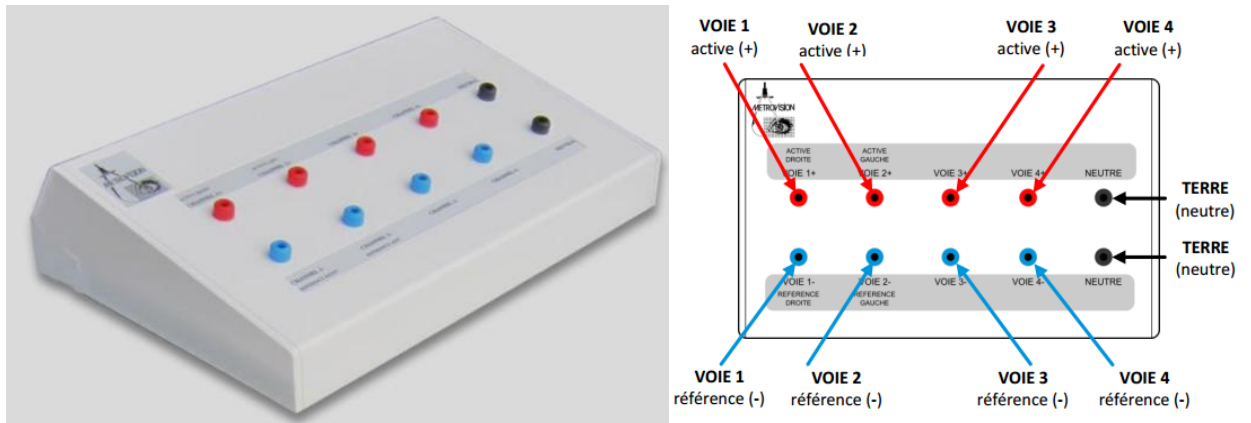 VOIE 1
active (+)
VOIE 2
active (+)
VOIE 3
active (+)
VOIE 4
active (+)
METROVISION
ACTIVE
DROITE
VOIE 1+
ACTIVE
GAUCHE
VOIE 2+
VOIE 3+
VOIE 4+
NEUTRE
TERRE
(neutre)
TERRE
(neutre)
VOIE 1-
REFERENCE
DROITE
VOIE 2-
REFERENCE
GAUCHE
VOIE 3-
VOIE 4-
NEUTRE
VOIE 1
référence (-)
VOIE 2
référence (-)
VOIE 3
référence (-)
VOIE 4
référence (-)